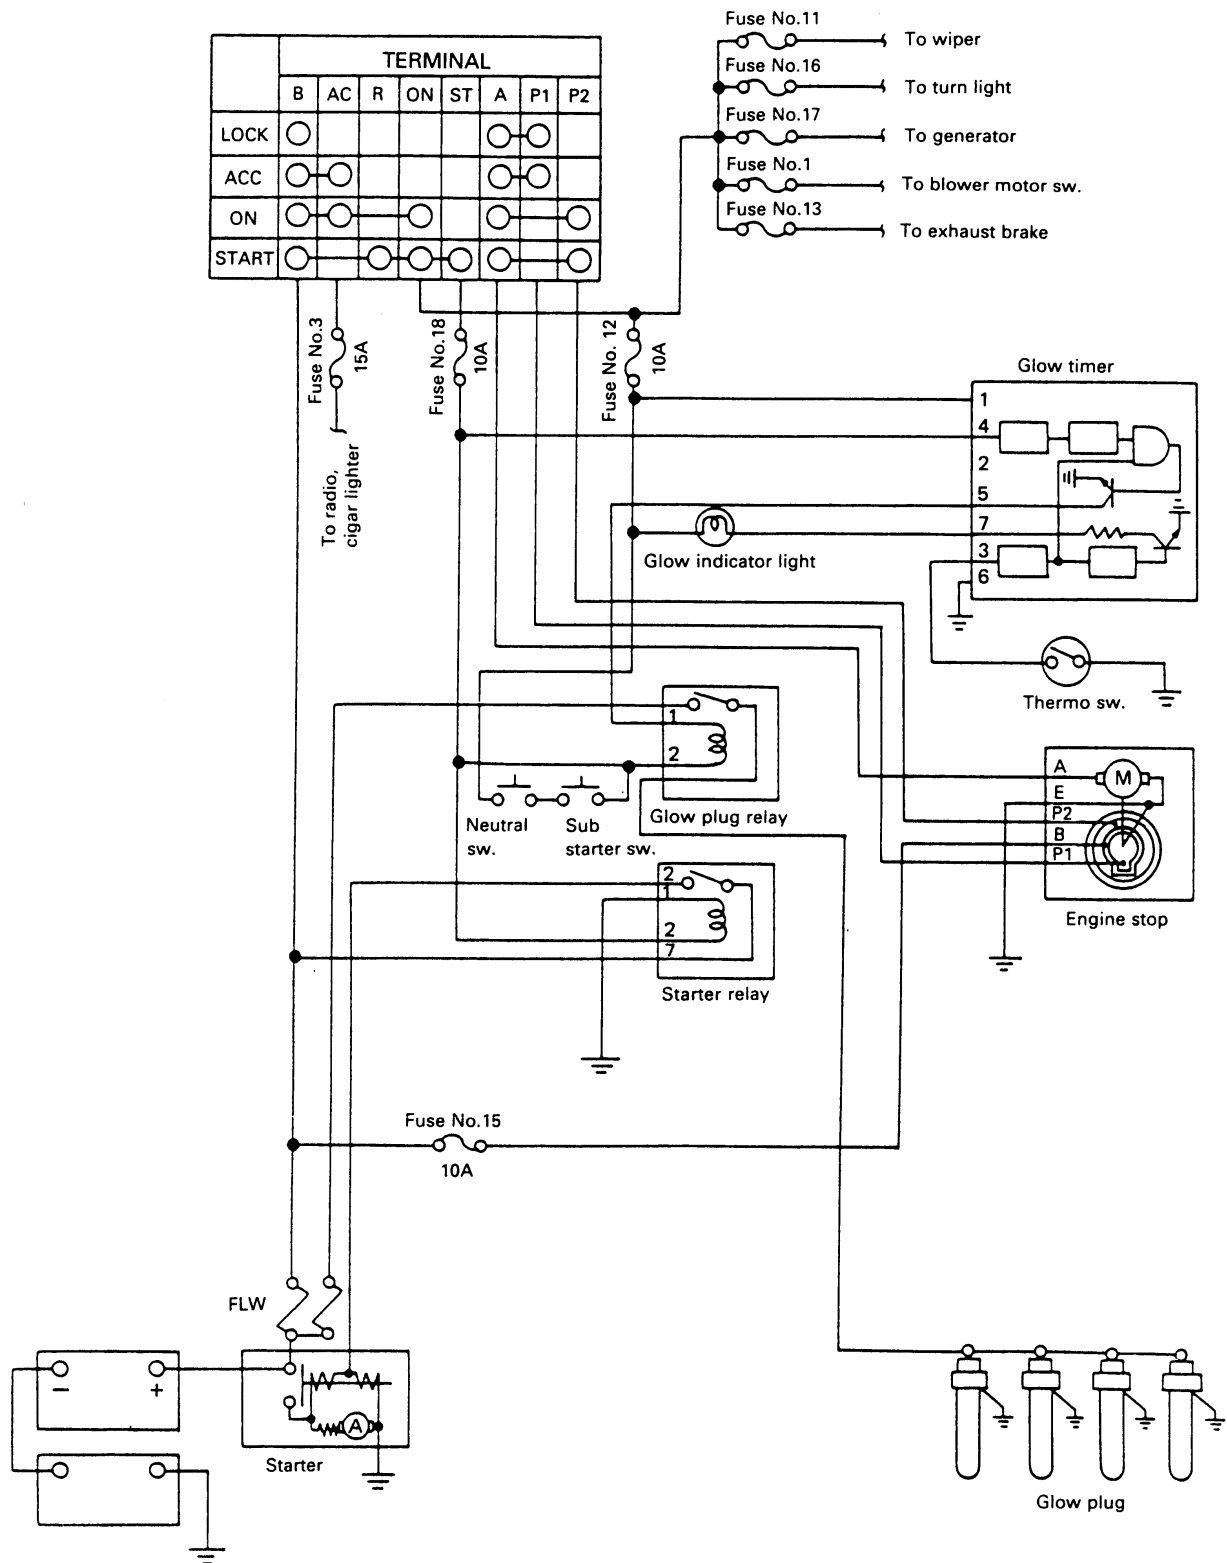 Fuse No.11
To wiper
Fuse No.16
To turn light
Fuse No.17
To generator
Fuse No.1
To blower motor sw.
Fuse No.13
To exhaust brake
TERMINAL
B AC R ON ST A P1 P2
LOCK
ACC
ON
START
Fuse No.3
15A
To radio,
cigar lighter
Fuse No.18
10A
Fuse No. 12
10A
Glow timer
1
4
2
5
7
3
6
Glow indicator light
Thermo sw.
1
2
Glow plug relay
Neutral
sw.
Sub
starter sw.
A
E
P2
B
P1
M
Engine stop
2
1
2
7
Starter relay
Fuse No.15
10A
FLW
− +
A
Starter
Glow plug